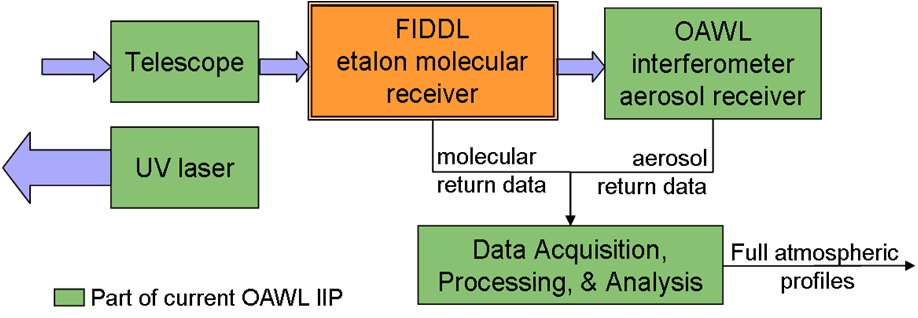 Telescope
FIDDL
etalon molecular
receiver
OAWL
interferometer
aerosol receiver
UV laser
molecular
return data
aerosol
return data
Data Acquisition,
Processing, & Analysis
Full atmospheric
profiles
Part of current OAWL IIP